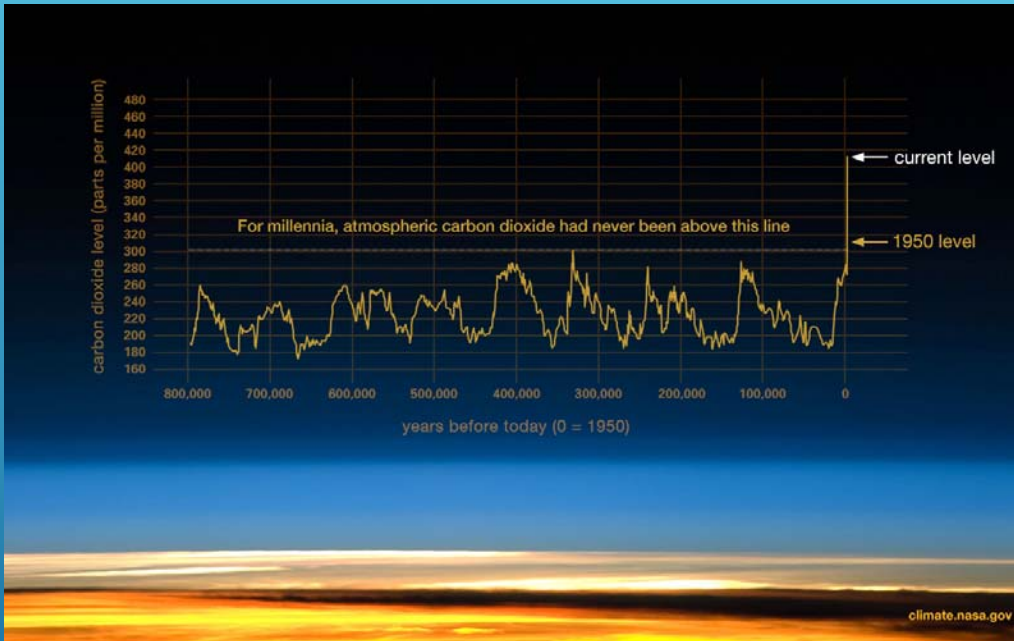 carbon dioxide level (parts per million)
480
460
440
420
400
380
360
340
320
300
280
260
240
220
200
180
160
current level
For millennia, atmospheric carbon dioxide had never been above this line
1950 level
800,000 700,000 600,000 500,000 400,000 300,000 200,000 100,000 0
years before today (0 = 1950)
climate.nasa.gov